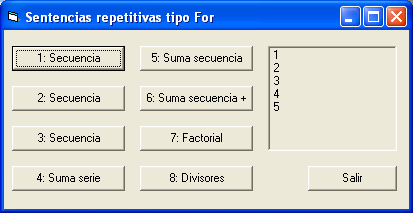 Sentencias repetitivas tipo For
1: Secuencia
5: Suma secuencia
2: Secuencia
6: Suma secuencia +
3: Secuencia
7: Factorial
4: Suma serie
8: Divisores
1
2
3
4
5
Salir